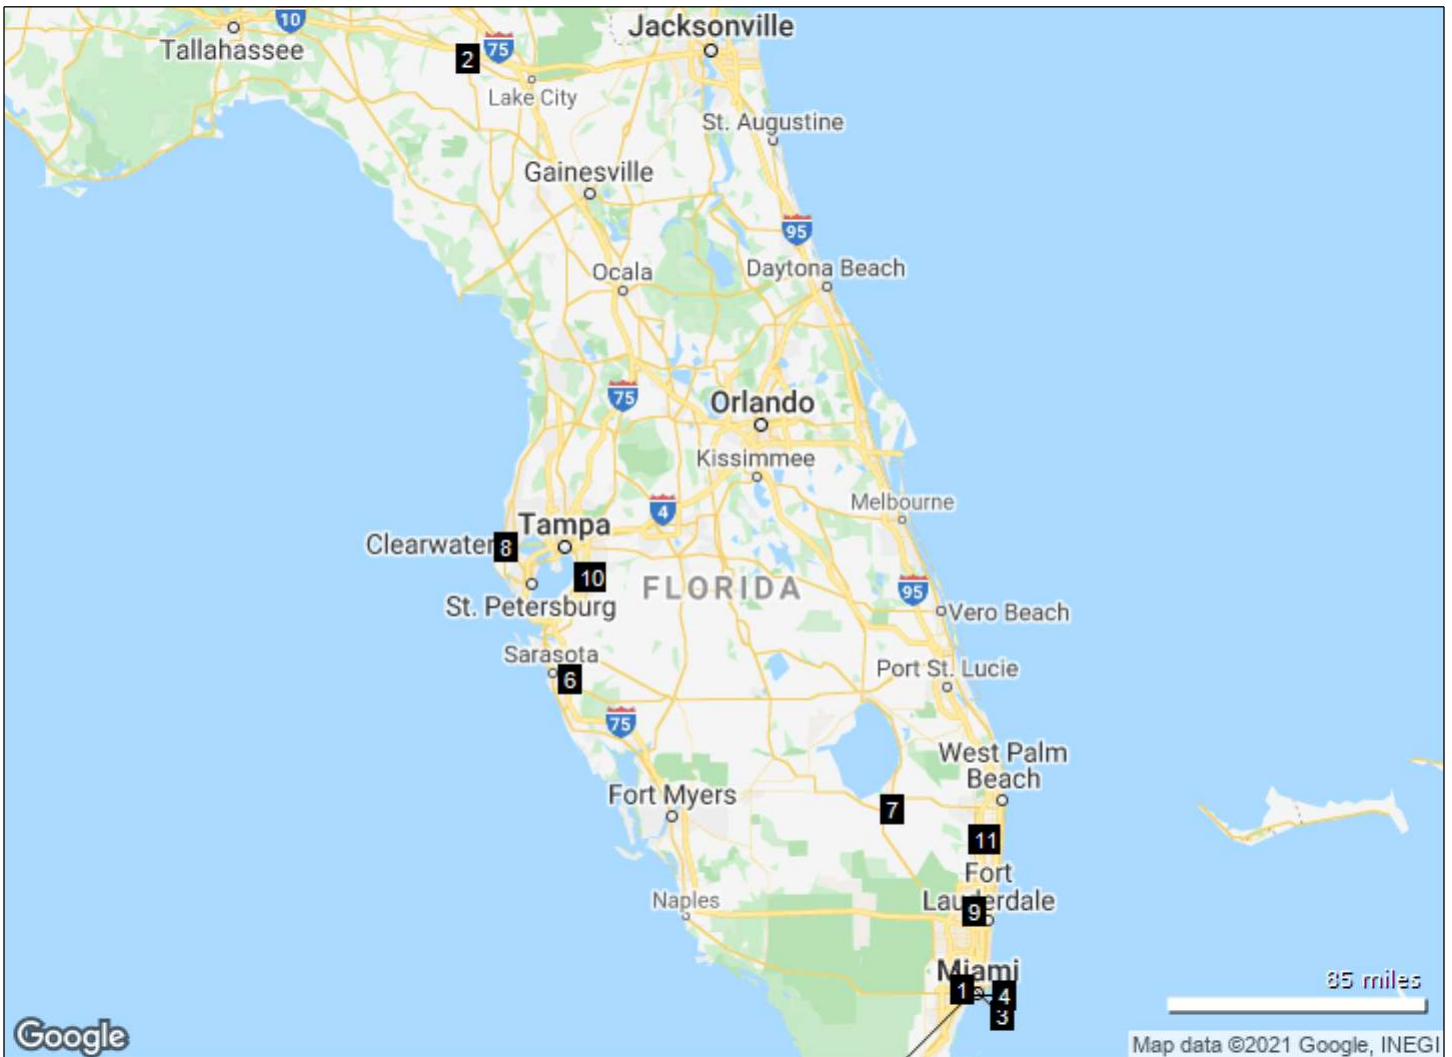 10
Jacksonville
Tallahassee
2
75
Lake City
St. Augustine
Gainesville
95
Ocala
Daytona Beach
75
Orlando
Kissimmee
4
Melbourne
Tampa
Clearwater
8
10
FLORIDA
95
St. Petersburg
Vero Beach
Sarasota
6
Port St. Lucie
75
West Palm
Beach
Fort Myers
7
11
Fort
Lauderdale
Naples
9
Miami
1
4
3
85 miles
Google
Map data ©2021 Google, INEGI